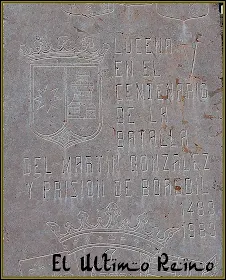 LUCENA
EN EL
CENTENARIO
DE LA
BATALLA
DEL MARTIN GONZALEZ
Y PRISION DE BOABDIL
1483
1983
El Ultimo Reino